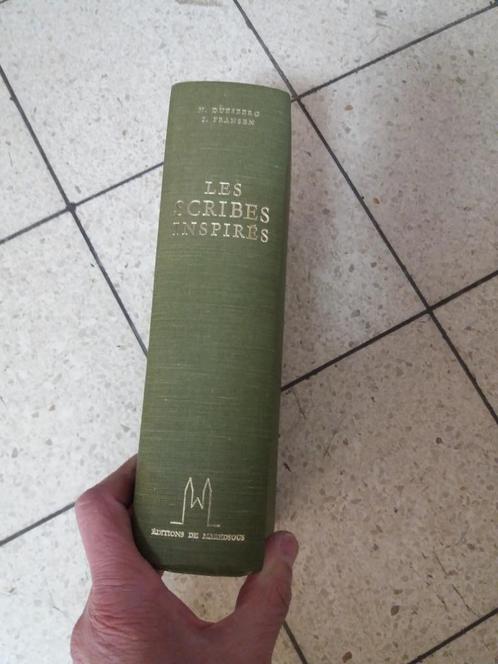 H. DUESBERG
I. FRANSEN
LES
SCRIBES
INSPIRÉS
ÉDITIONS DE MAREDSOUS